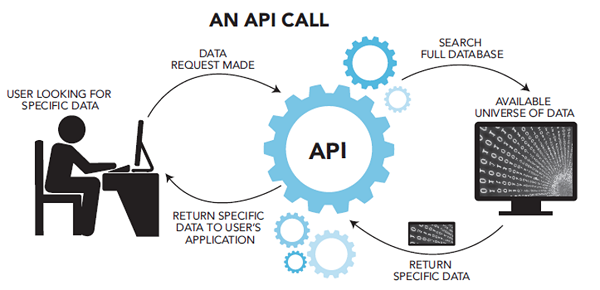 AN API CALL
DATA
REQUEST MADE
SEARCH
FULL DATABASE
USER LOOKING FOR
SPECIFIC DATA
AVAILABLE
UNIVERSE OF DATA
API
RETURN SPECIFIC
DATA TO USER'S
APPLICATION
RETURN
SPECIFIC DATA